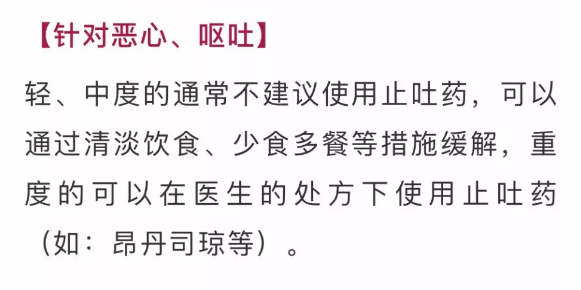 【针对恶心、呕吐】
轻、中度的通常不建议使用止吐药，可以
通过清淡饮食、少食多餐等措施缓解，重
度的可以在医生的处方下使用止吐药
（如：昂丹司琼等）。